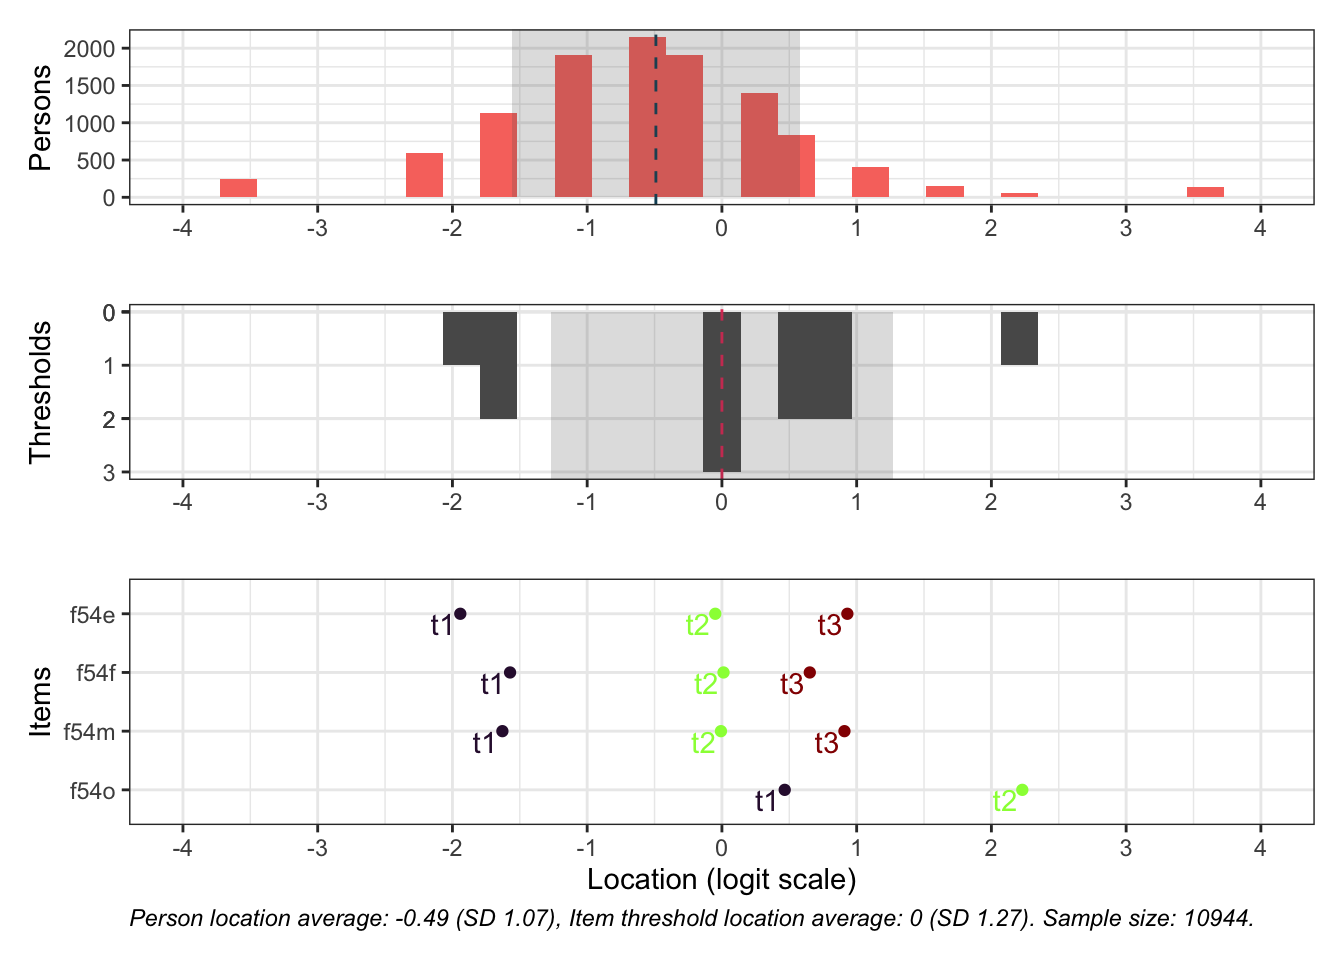 Persons
2000
1500
1000
500
0
-4 -3 -2 -1 0 1 2 3 4
Thresholds
0
1
2
3
-4 -3 -2 -1 0 1 2 3 4
Items
f54e t1 t2 t3
f54f t1 t2 t3
f54m t1 t2 t3
f54o t1 t2
-4 -3 -2 -1 0 1 2 3 4
Location (logit scale)
Person location average: -0.49 (SD 1.07), Item threshold location average: 0 (SD 1.27). Sample size: 10944.